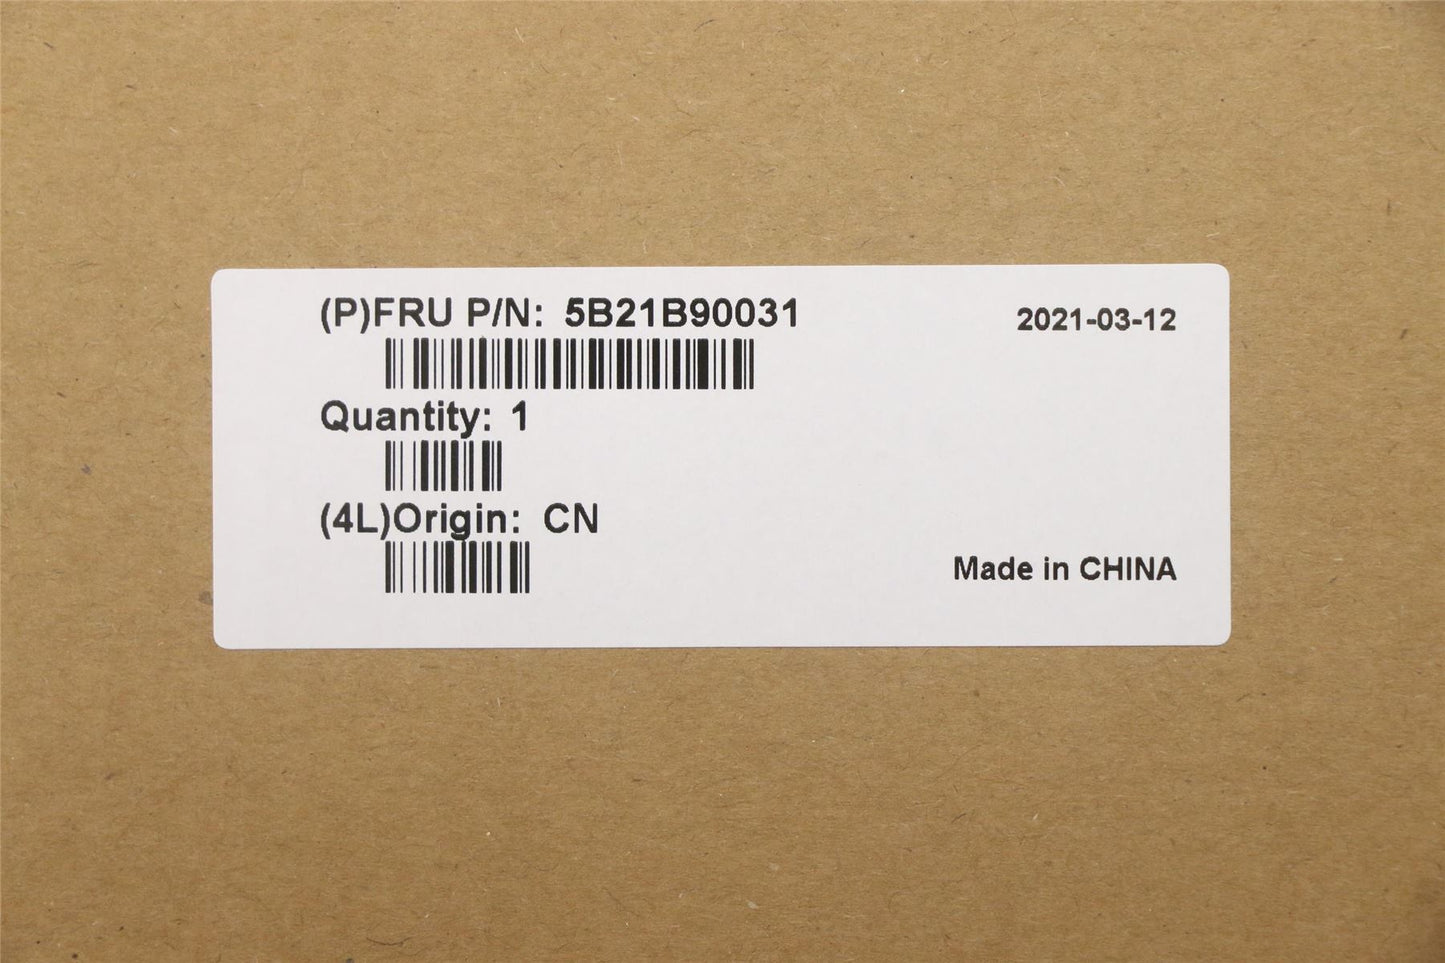 (P)FRU P/N: 5B21B90031
2021-03-12
Quantity: 1
(4L)Origin: CN
Made in CHINA